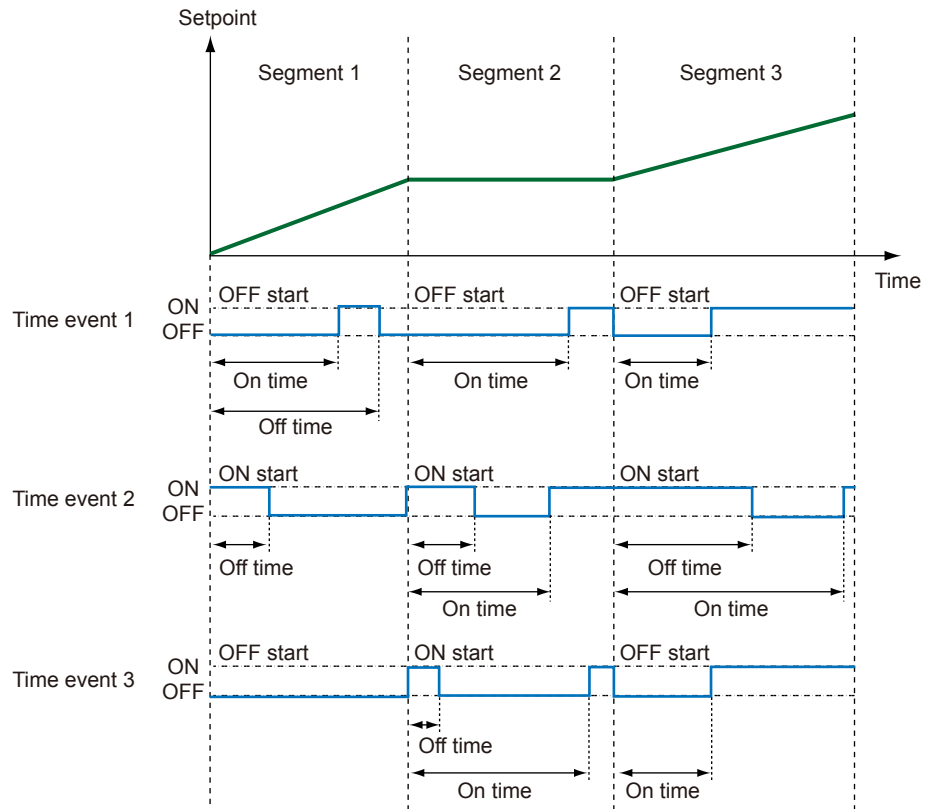 Setpoint
Segment 1 Segment 2 Segment 3
Time
Time event 1
ON
OFF
OFF start OFF start OFF start
On time On time On time
Off time
Time event 2
ON
OFF
ON start ON start ON start
Off time Off time Off time
On time On time
Time event 3
ON
OFF
OFF start ON start OFF start
Off time
On time On time